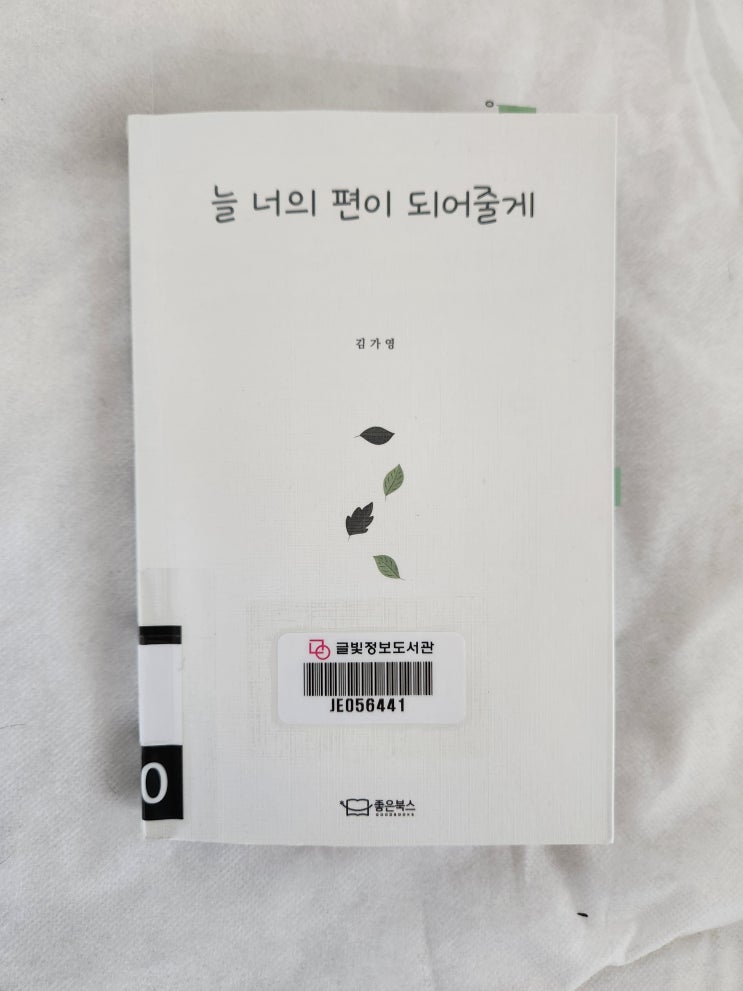 늘 너의 편이 되어줄게
김가영
글빛정보도서관
JE056441
좋은북스
GOODBOOKS
0